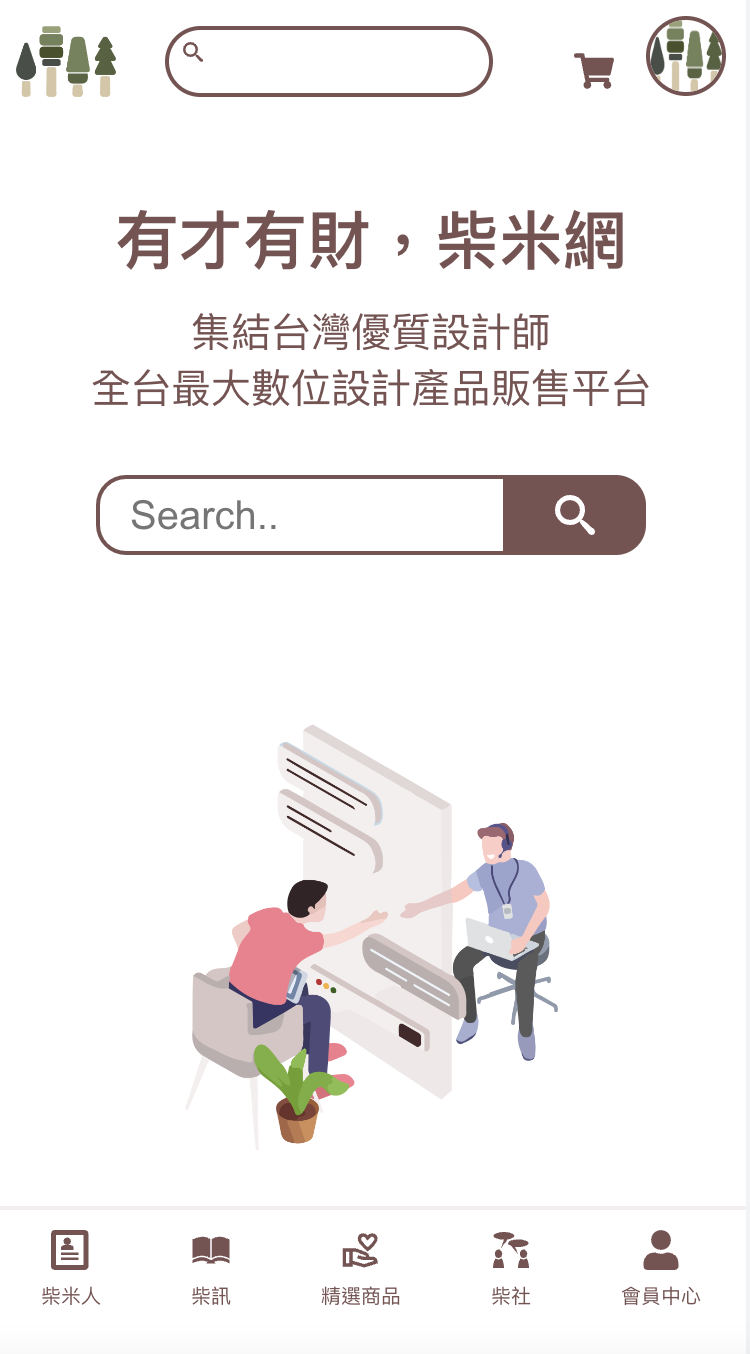 有才有財，柴米網
集結台灣優質設計師
全台最大數位設計產品販售平台
Search..
柴米人
柴訊
精選商品
柴社
會員中心